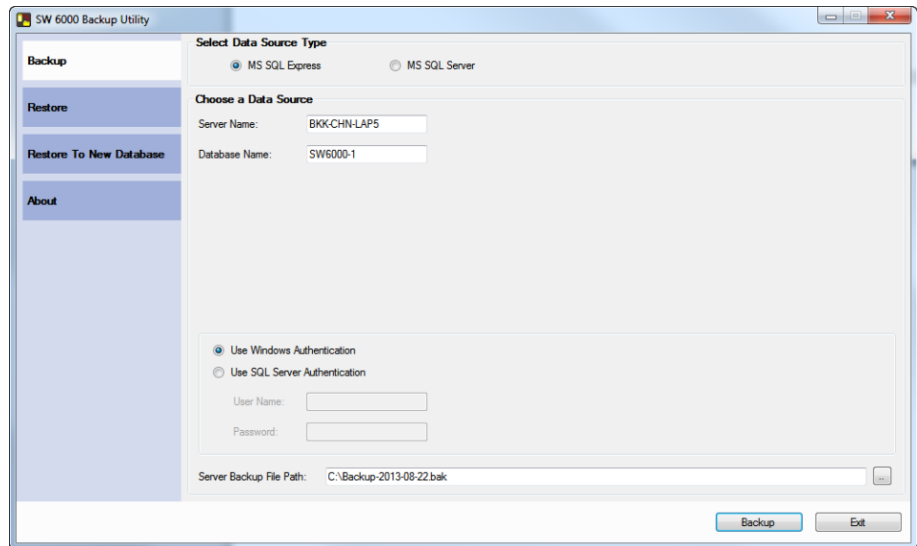 SW 6000 Backup Utility
Backup
Restore
Restore To New Database
About
Select Data Source Type
MS SQL Express
MS SQL Server
Choose a Data Source
Server Name:
BKK-CHN-LAP5
Database Name:
SW6000-1
Use Windows Authentication
Use SQL Server Authentication
User Name:
Password:
Server Backup File Path:
C:\Backup-2013-08-22.bak
...
Backup
Exit